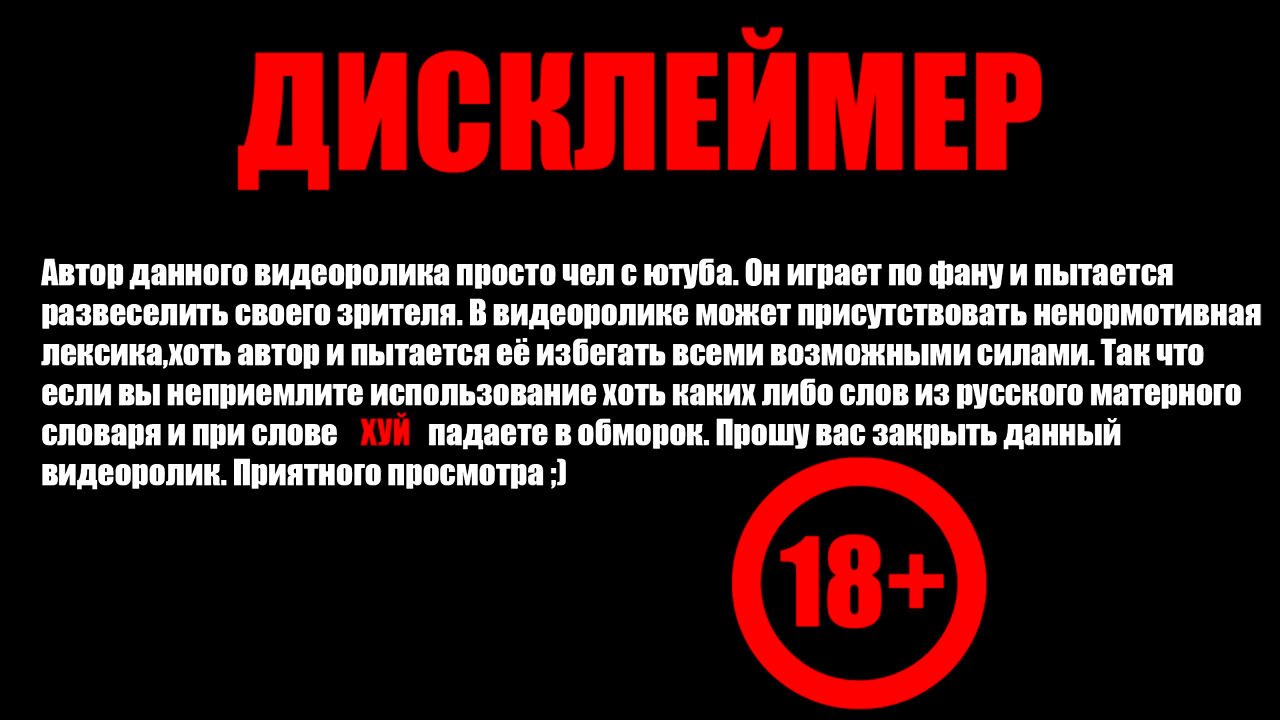 ДИСКЛЕЙМЕР
Автор данного видеоролика просто чел с ютуба. Он играет по фану и пытается
развеселить своего зрителя. В видеоролике может присутствовать ненормотивная
лексика,хоть автор и пытается её избегать всеми возможными силами. Так что
если вы неприемлите использование хоть каких либо слов из русского матерного
словаря и при слове ХУЙ падаете в обморок. Прошу вас закрыть данный
видеоролик. Приятного просмотра ;)
18+